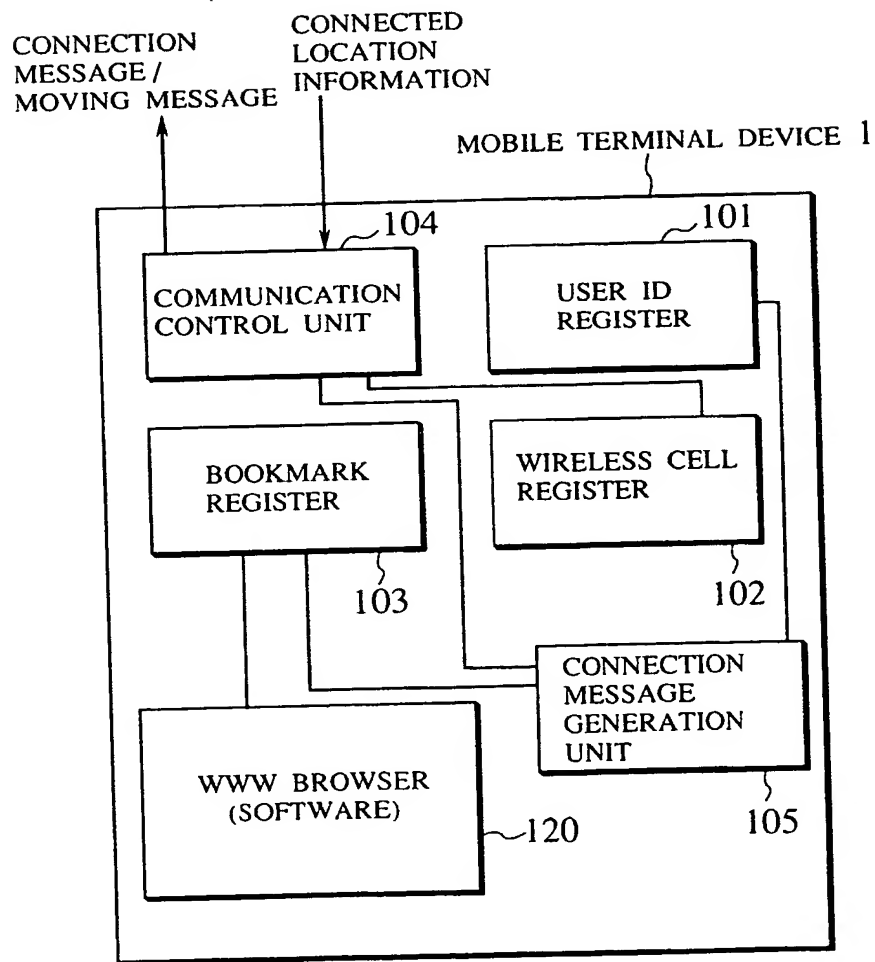 CONNECTION
MESSAGE/
MOVING MESSAGE
CONNECTED
LOCATION
INFORMATION
MOBILE TERMINAL DEVICE 1
104
101
COMMUNICATION
CONTROL UNIT
USER ID
REGISTER
BOOKMARK
REGISTER
WIRELESS CELL
REGISTER
103
102
CONNECTION
MESSAGE
GENERATION
UNIT
WWW BROWSER
(SOFTWARE)
120
105